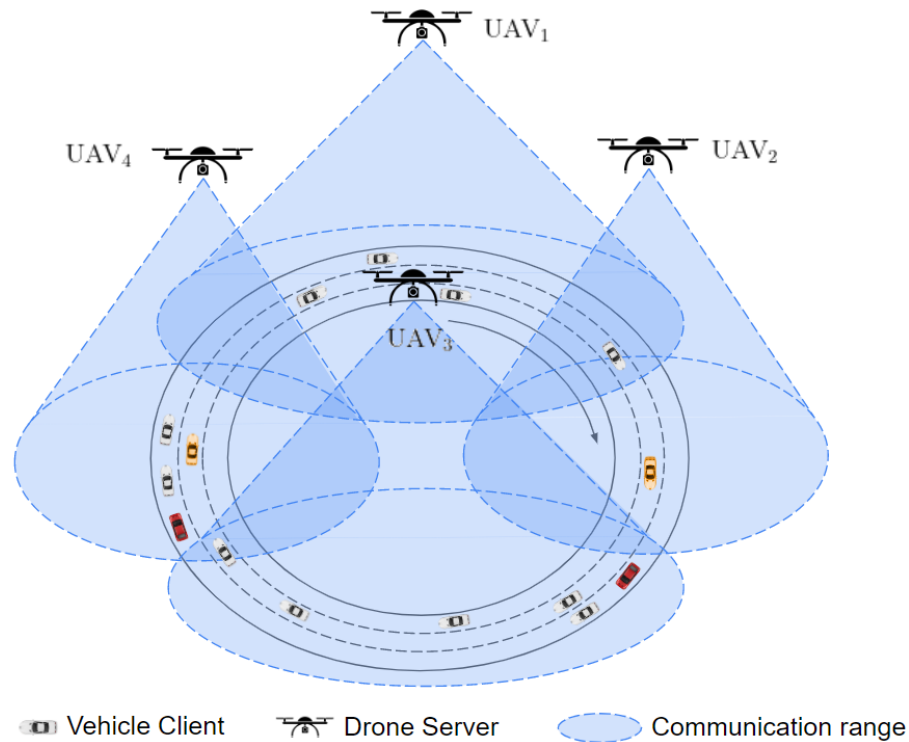 UAV₁
UAV₄
UAV₂
UAV₃
Vehicle Client
Drone Server
Communication range